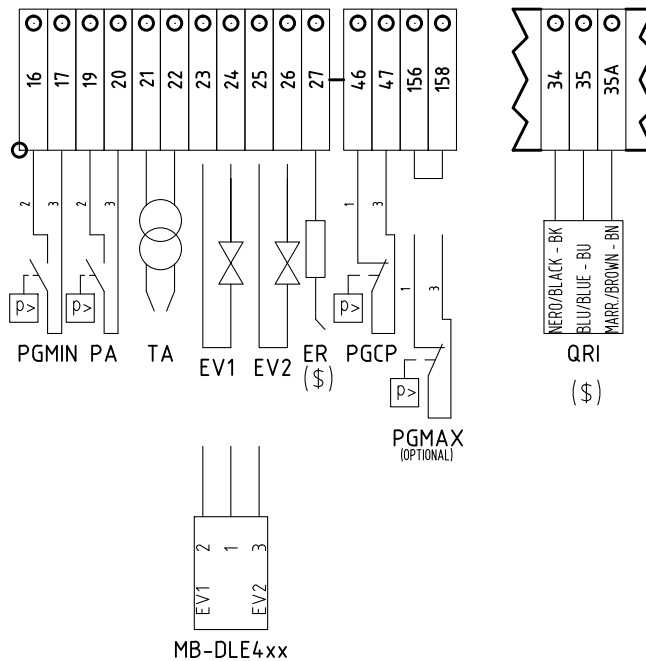 16 17 19 20 21 22 23 24 25 26 27 46 47 156 158
34 35 35A
2 3 2 3 1 3
1 3
NERO/BLACK - BK
BLU/BLUE - BU
MARR./BROWN - BN
P> P> P>
P>
PGMIN PA TA EV1 EV2 ER PGCP QRI
($) ($)
PGMAX
(OPTIONAL)
2 1 3
EV1 EV2
MB-DLE4xx